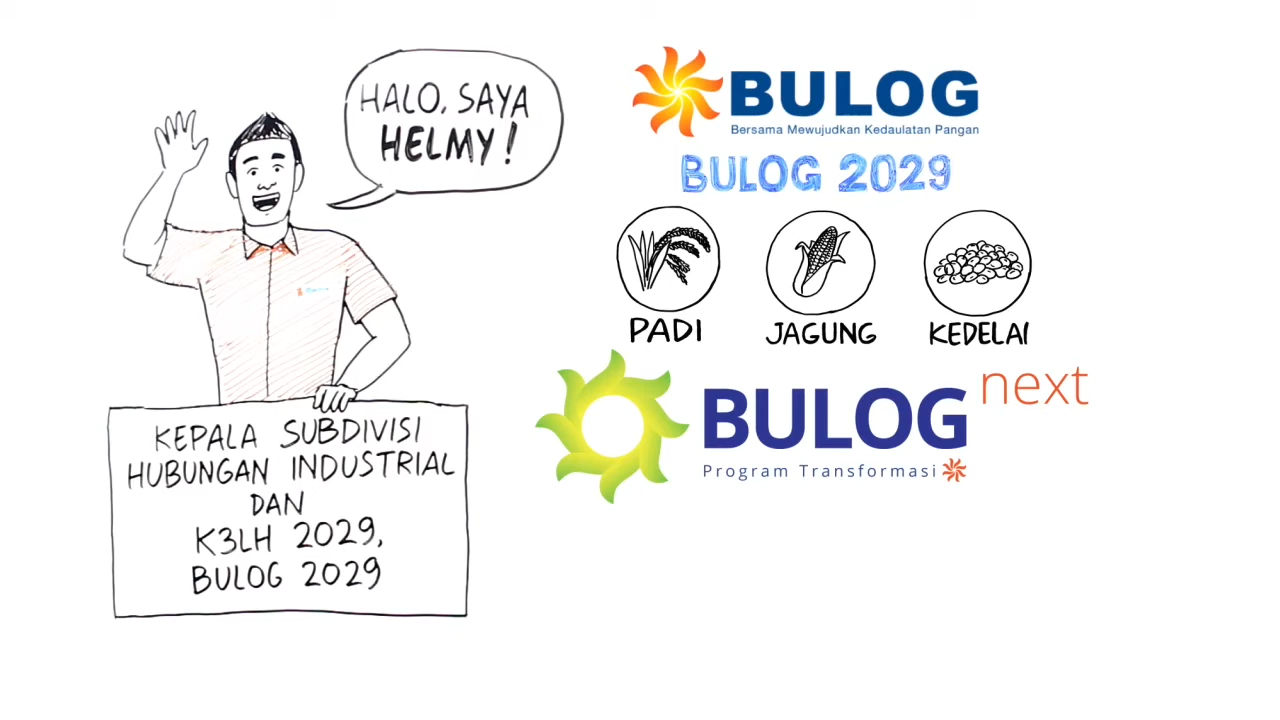 HALO, SAYA
HELMY!
KEPALA SUBDIVISI
HUBUNGAN INDUSTRIAL
DAN
K3LH 2029,
BULOG 2029
BULOG
Bersama Mewujudkan Kedaulatan Pangan
BULOG 2029
PADI
JAGUNG
KEDELAI
BULOG next
Program Transformasi